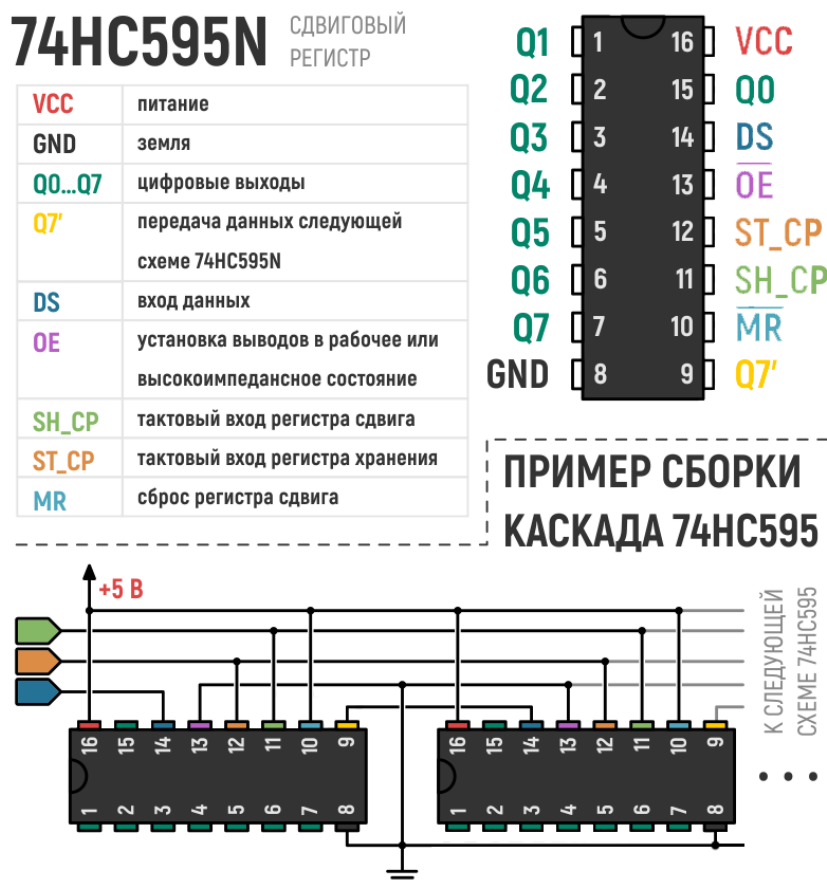 74HC595N
СДВИГОВЫЙ
РЕГИСТР
VCC питание
GND земля
Q0...Q7 цифровые выходы
Q7' передача данных следующей
схеме 74HC595N
DS вход данных
OE установка выводов в рабочее или
высокоимпедансное состояние
SH_CP тактовый вход регистра сдвига
ST_CP тактовый вход регистра хранения
MR сброс регистра сдвига
Q1 1 16 VCC
Q2 2 15 Q0
Q3 3 14 DS
Q4 4 13 OE
Q5 5 12 ST_CP
Q6 6 11 SH_CP
Q7 7 10 MR
GND 8 9 Q7'
ПРИМЕР СБОРКИ
КАСКАДА 74HC595
+5 В
16 15 14 13 12 11 10 9
1 2 3 4 5 6 7 8
16 15 14 13 12 11 10 9
1 2 3 4 5 6 7 8
К СЛЕДУЮЩЕЙ
СХЕМЕ 74HC595